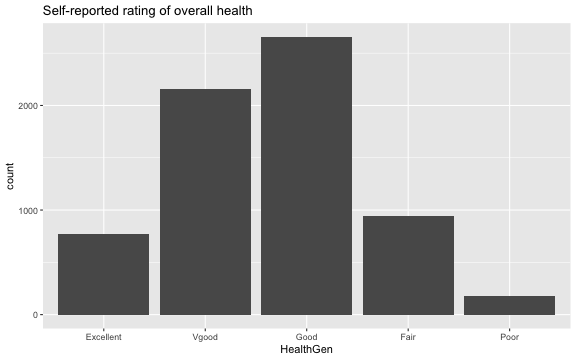 Self-reported rating of overall health
count
2000
1000
0
Excellent
Vgood
Good
Fair
Poor
HealthGen